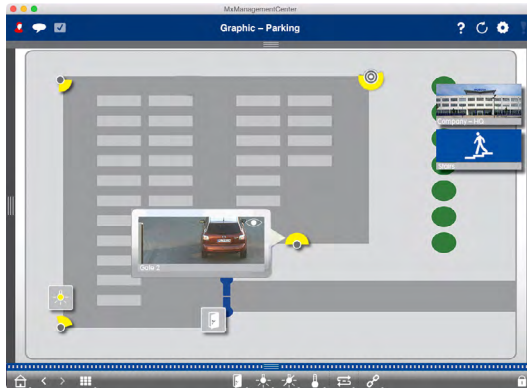 MxManagementCenter
Graphic – Parking
Company – HQ
Stairs
Gate 2